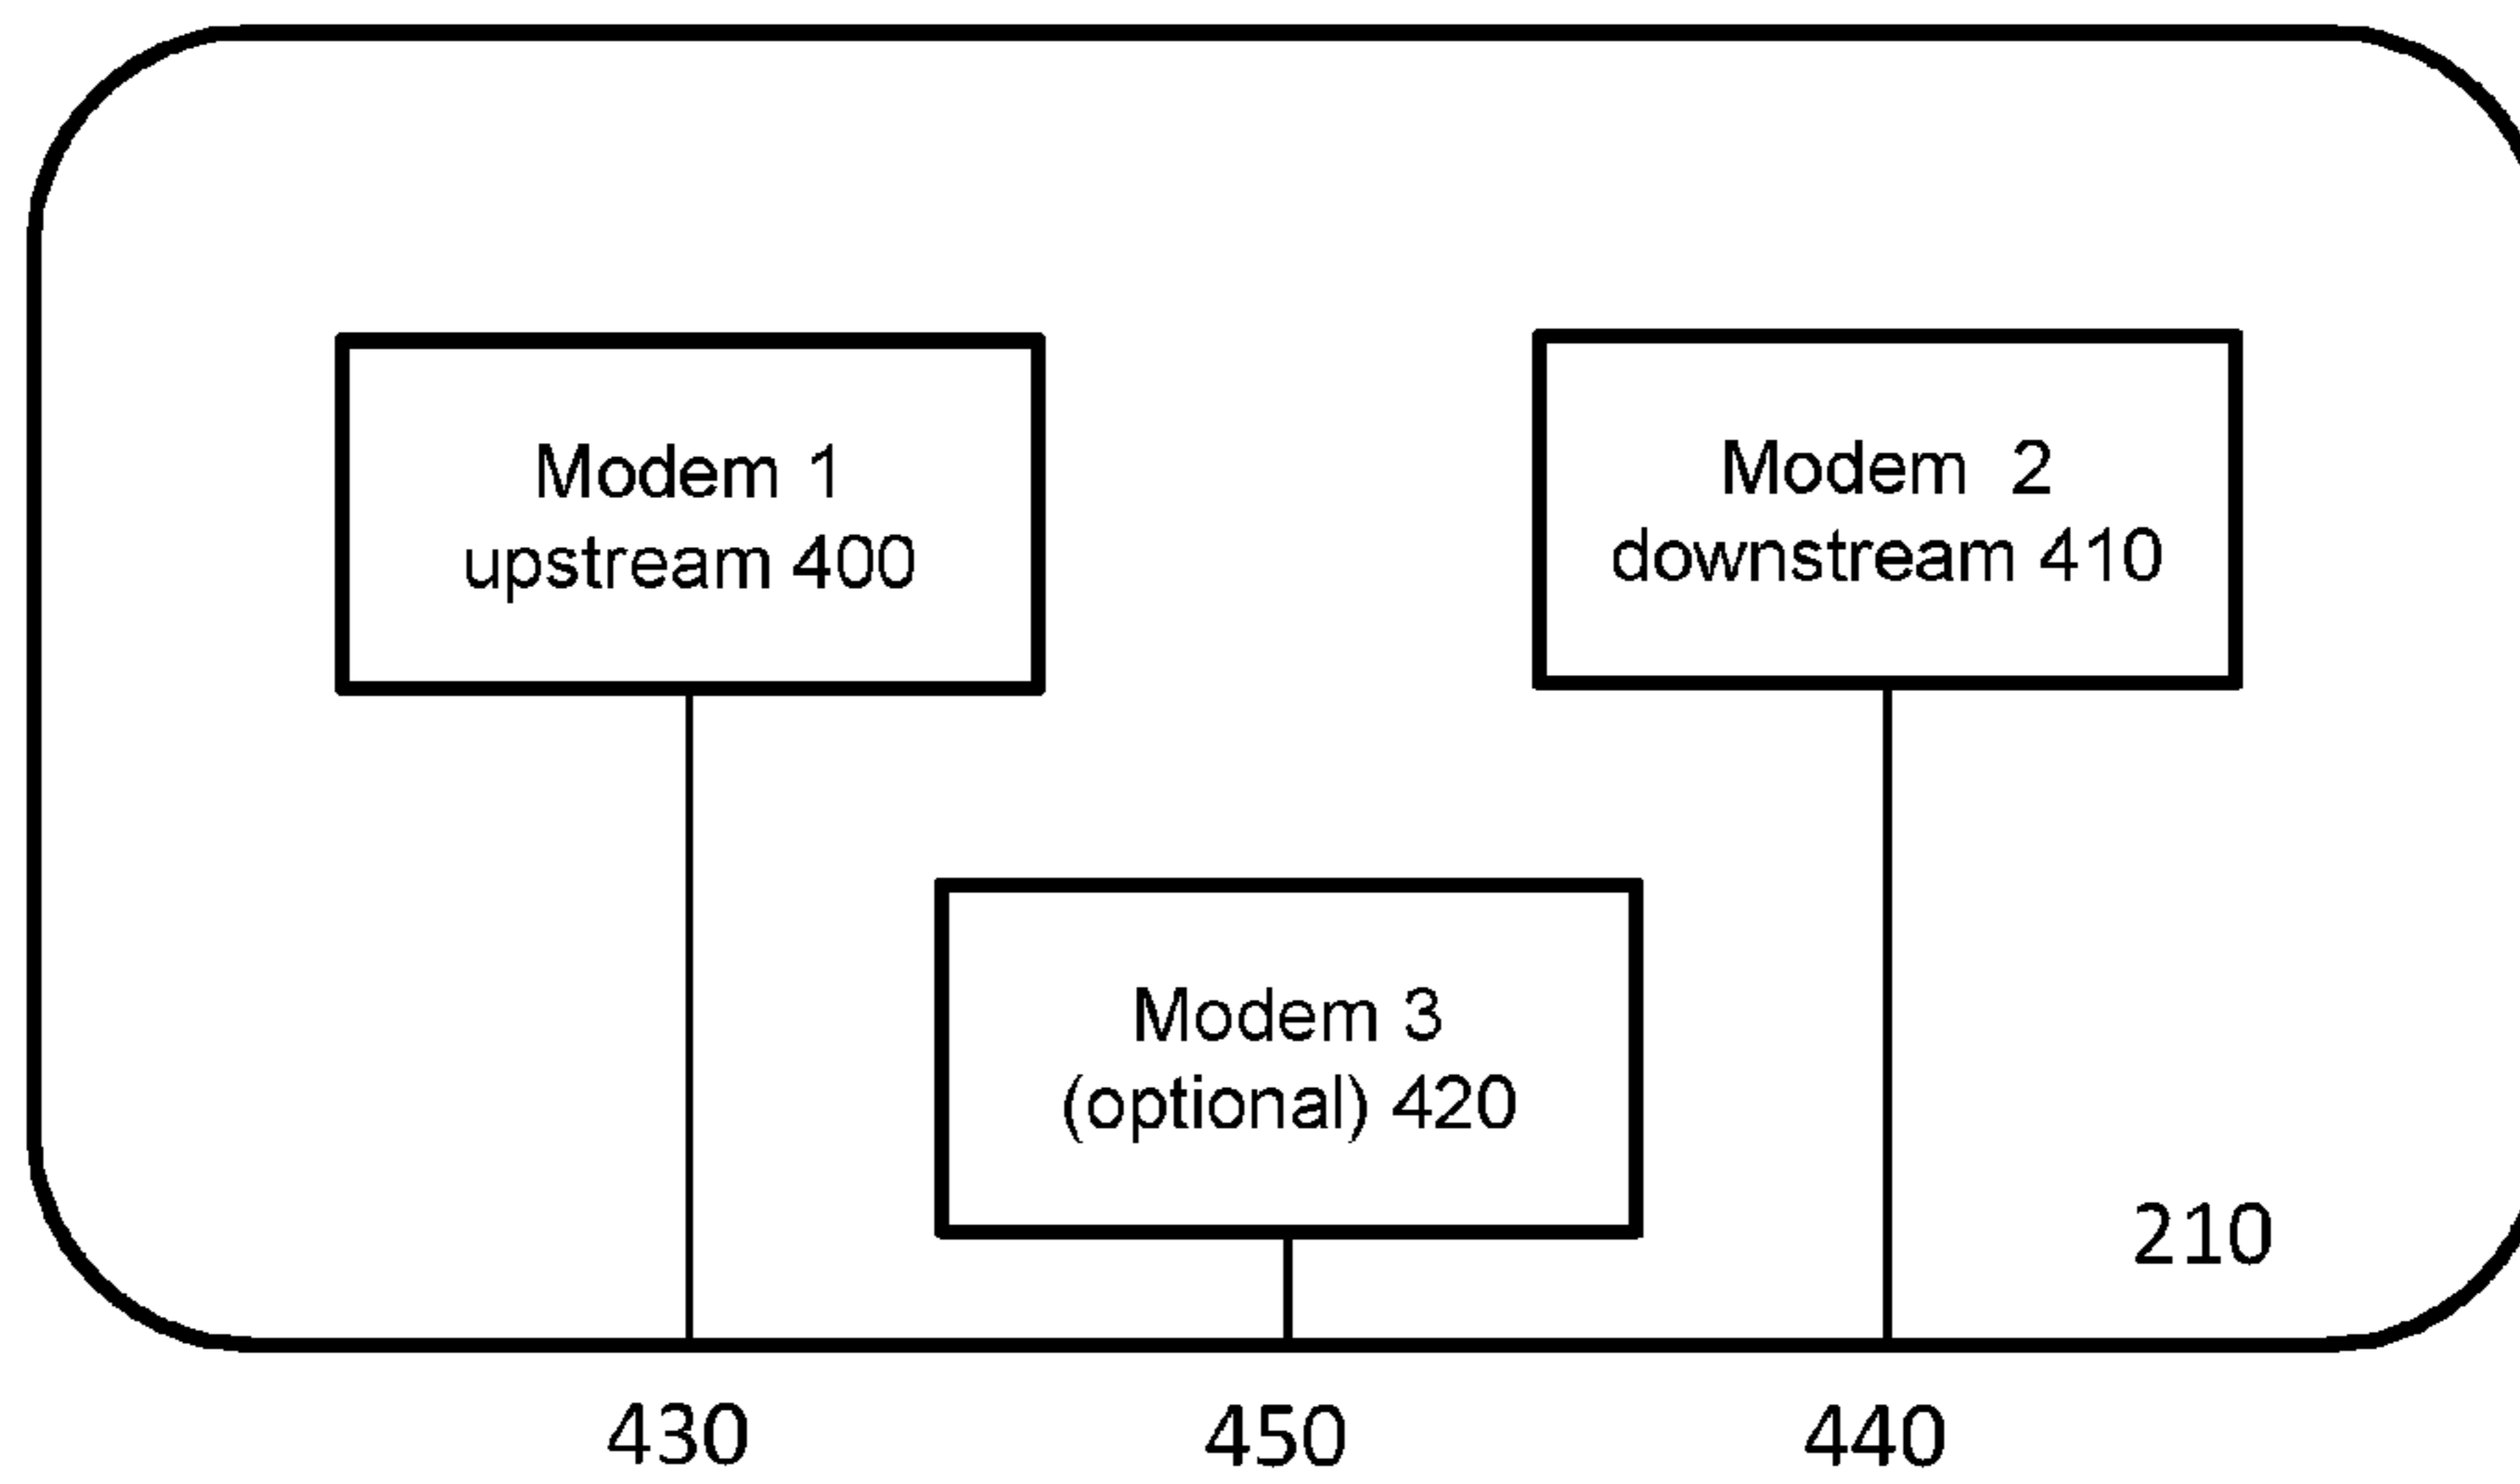 Modem 1
upstream 400
Modem 2
downstream 410
Modem 3
(optional) 420
210
430
450
440